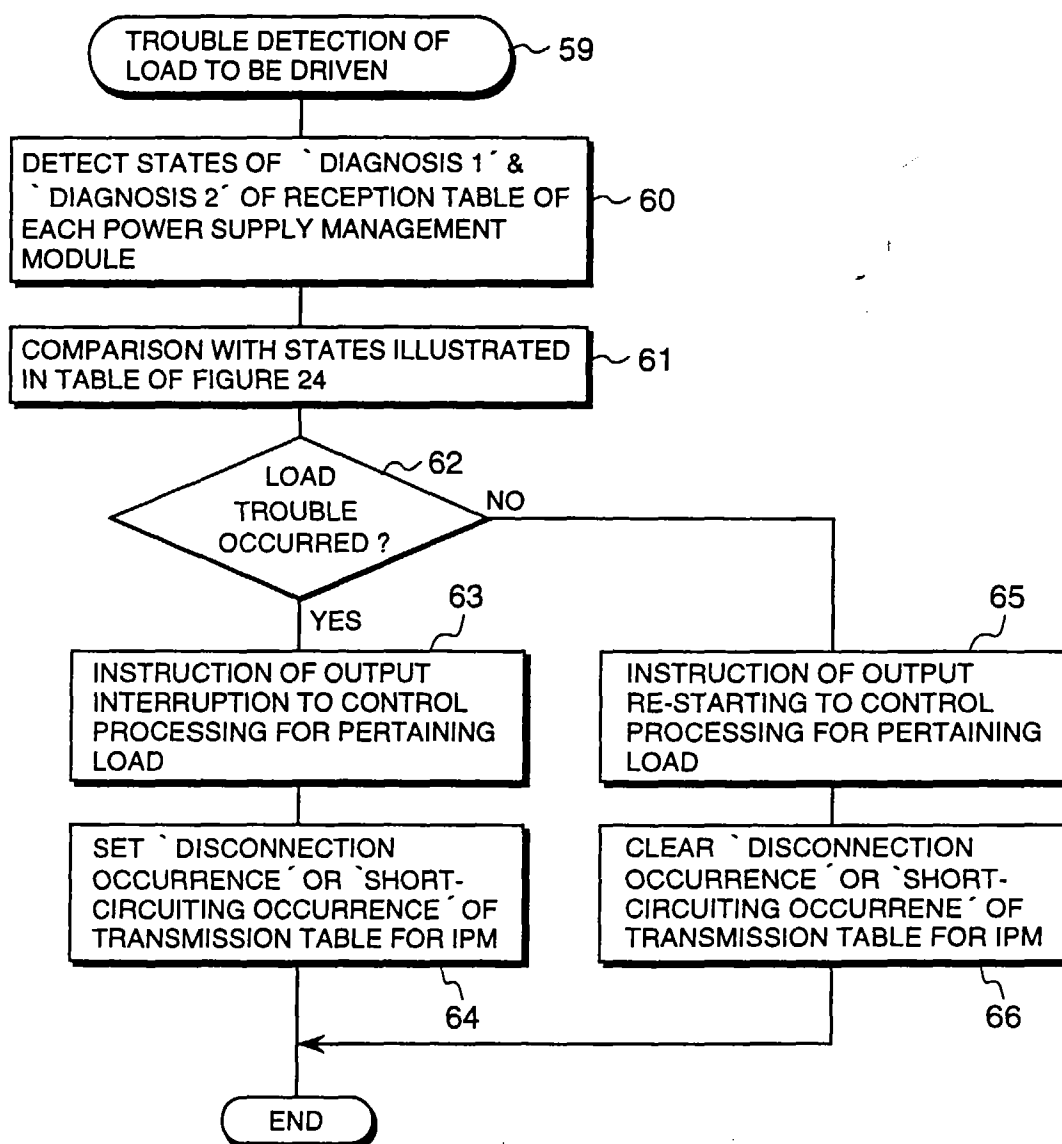 TROUBLE DETECTION OF
LOAD TO BE DRIVEN
59
DETECT STATES OF `DIAGNOSIS 1´ &
`DIAGNOSIS 2´ OF RECEPTION TABLE OF
EACH POWER SUPPLY MANAGEMENT
MODULE
60
COMPARISON WITH STATES ILLUSTRATED
IN TABLE OF FIGURE 24
61
LOAD
TROUBLE
OCCURRED ?
62
NO
YES
63
INSTRUCTION OF OUTPUT
INTERRUPTION TO CONTROL
PROCESSING FOR PERTAINING
LOAD
65
INSTRUCTION OF OUTPUT
RE-STARTING TO CONTROL
PROCESSING FOR PERTAINING
LOAD
SET `DISCONNECTION
OCCURRENCE´ OR `SHORT-
CIRCUITING OCCURRENCE´ OF
TRANSMISSION TABLE FOR IPM
64
CLEAR `DISCONNECTION
OCCURRENCE´ OR `SHORT-
CIRCUITING OCCURRENE´ OF
TRANSMISSION TABLE FOR IPM
66
END